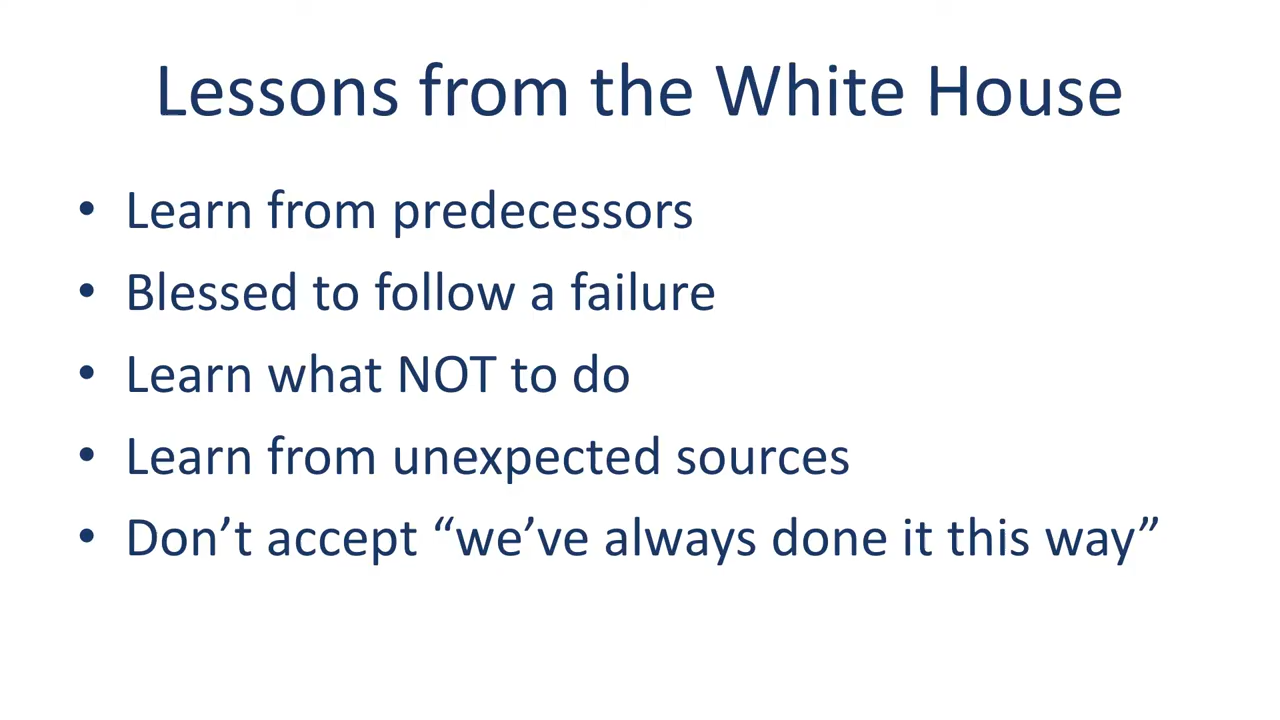 Lessons from the White House
• Learn from predecessors
• Blessed to follow a failure
• Learn what NOT to do
• Learn from unexpected sources
• Don’t accept “we’ve always done it this way”